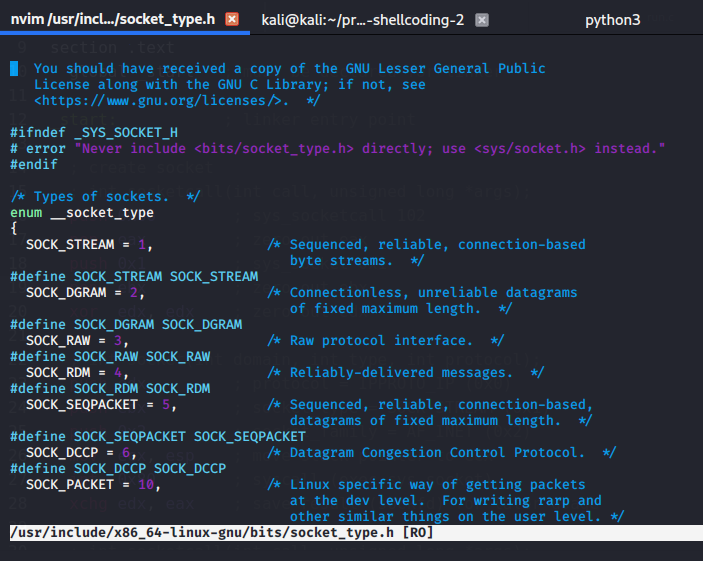 nvim /usr/incl…/socket_type.h
kali@kali:~/pr…-shellcoding-2
python3
You should have received a copy of the GNU Lesser General Public
License along with the GNU C Library; if not, see
<https://www.gnu.org/licenses/>.  */
#ifndef _SYS_SOCKET_H
# error "Never include <bits/socket_type.h> directly; use <sys/socket.h> instead."
#endif
/* Types of sockets.  */
enum __socket_type
{
SOCK_STREAM = 1, /* Sequenced, reliable, connection-based
byte streams.  */
#define SOCK_STREAM SOCK_STREAM
SOCK_DGRAM = 2, /* Connectionless, unreliable datagrams
of fixed maximum length.  */
#define SOCK_DGRAM SOCK_DGRAM
SOCK_RAW = 3, /* Raw protocol interface.  */
#define SOCK_RAW SOCK_RAW
SOCK_RDM = 4, /* Reliably-delivered messages.  */
#define SOCK_RDM SOCK_RDM
SOCK_SEQPACKET = 5, /* Sequenced, reliable, connection-based,
datagrams of fixed maximum length.  */
#define SOCK_SEQPACKET SOCK_SEQPACKET
SOCK_DCCP = 6, /* Datagram Congestion Control Protocol.  */
#define SOCK_DCCP SOCK_DCCP
SOCK_PACKET = 10, /* Linux specific way of getting packets
at the dev level.  For writing rarp and
other similar things on the user level. */
/usr/include/x86_64-linux-gnu/bits/socket_type.h [RO]